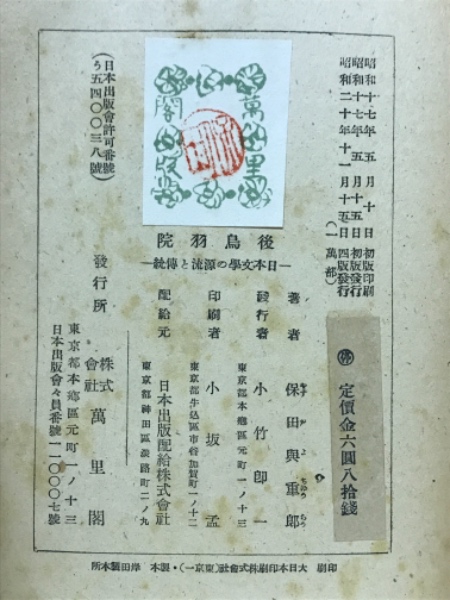 昭和十七年五月十日初版印刷
昭和十七年五月十五日初版發行
昭和二十年十一月十五日四版發行
(一萬部)
㊞ 定價金六圓八拾錢
萬里閣出版
後鳥羽院
―日本文學の源流と傳統―
著者 保田與重郎
東京都本鄉區元町一ノ十三
發行者 小竹即一
東京都牛込區市谷加賀町一ノ十二
印刷者 小坂孟
東京都神田區淡路町二ノ九
配給元 日本出版配給株式會社
發行所 株式會社 萬里閣
東京都本鄉區元町一ノ十三
日本出版會々員番號一一〇〇〇七號
(日本出版會許可番號
う五四〇〇三八號)
印刷 大日本印刷株式會社(東京一)・製本 岸田製本所